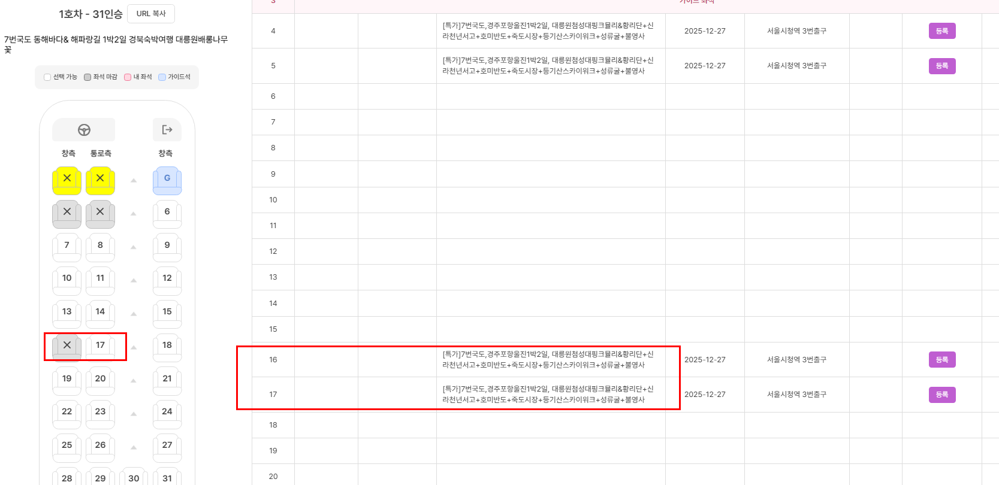 1호차 - 31인승
URL 복사
7번국도 동해바다& 해파랑길 1박2일 경북숙박여행 대릉원배롱나무
꽃
선택 가능
좌석 마감
내 좌석
가이드석
창측
통로측
창측
G
6
7
8
9
10
11
12
13
14
15
17
18
19
20
21
22
23
24
25
26
27
28
29
30
31
3
가이드 좌석
4
[특가]7번국도,경주포항울진1박2일, 대릉원첨성대핑크뮬리&황리단+신
라천년서고+호미반도+죽도시장+등기산스카이워크+성류굴+불영사
2025-12-27
서울시청역 3번출구
등록
5
[특가]7번국도,경주포항울진1박2일, 대릉원첨성대핑크뮬리&황리단+신
라천년서고+호미반도+죽도시장+등기산스카이워크+성류굴+불영사
2025-12-27
서울시청역 3번출구
등록
6
7
8
9
10
11
12
13
14
15
16
[특가]7번국도,경주포항울진1박2일, 대릉원첨성대핑크뮬리&황리단+신
라천년서고+호미반도+죽도시장+등기산스카이워크+성류굴+불영사
2025-12-27
서울시청역 3번출구
등록
17
[특가]7번국도,경주포항울진1박2일, 대릉원첨성대핑크뮬리&황리단+신
라천년서고+호미반도+죽도시장+등기산스카이워크+성류굴+불영사
2025-12-27
서울시청역 3번출구
등록
18
19
20